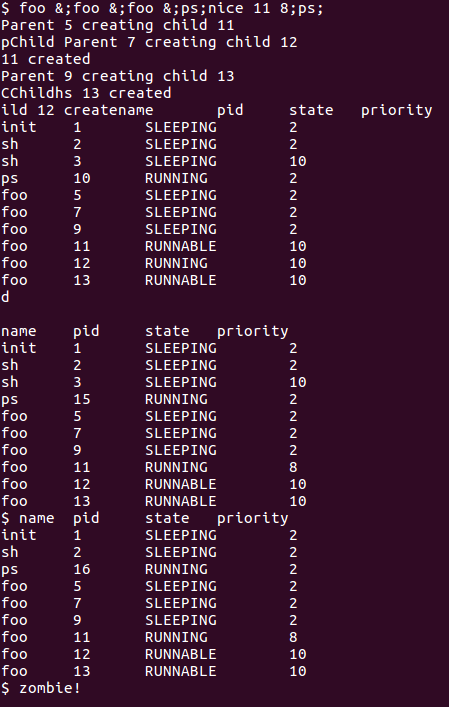 $ foo &;foo &;foo &;ps;nice 11 8;ps;
Parent 5 creating child 11
pChild Parent 7 creating child 12
11 created
Parent 9 creating child 13
CChildhs 13 created
ild 12 createname pid state priority
init 1 SLEEPING 2
sh 2 SLEEPING 2
sh 3 SLEEPING 10
ps 10 RUNNING 2
foo 5 SLEEPING 2
foo 7 SLEEPING 2
foo 9 SLEEPING 2
foo 11 RUNNABLE 10
foo 12 RUNNING 10
foo 13 RUNNABLE 10
d
name pid state priority
init 1 SLEEPING 2
sh 2 SLEEPING 2
sh 3 SLEEPING 10
ps 15 RUNNING 2
foo 5 SLEEPING 2
foo 7 SLEEPING 2
foo 9 SLEEPING 2
foo 11 RUNNING 8
foo 12 RUNNABLE 10
foo 13 RUNNABLE 10
$ name pid state priority
init 1 SLEEPING 2
sh 2 SLEEPING 2
ps 16 RUNNING 2
foo 5 SLEEPING 2
foo 7 SLEEPING 2
foo 9 SLEEPING 2
foo 11 RUNNING 8
foo 12 RUNNABLE 10
foo 13 RUNNABLE 10
$ zombie!